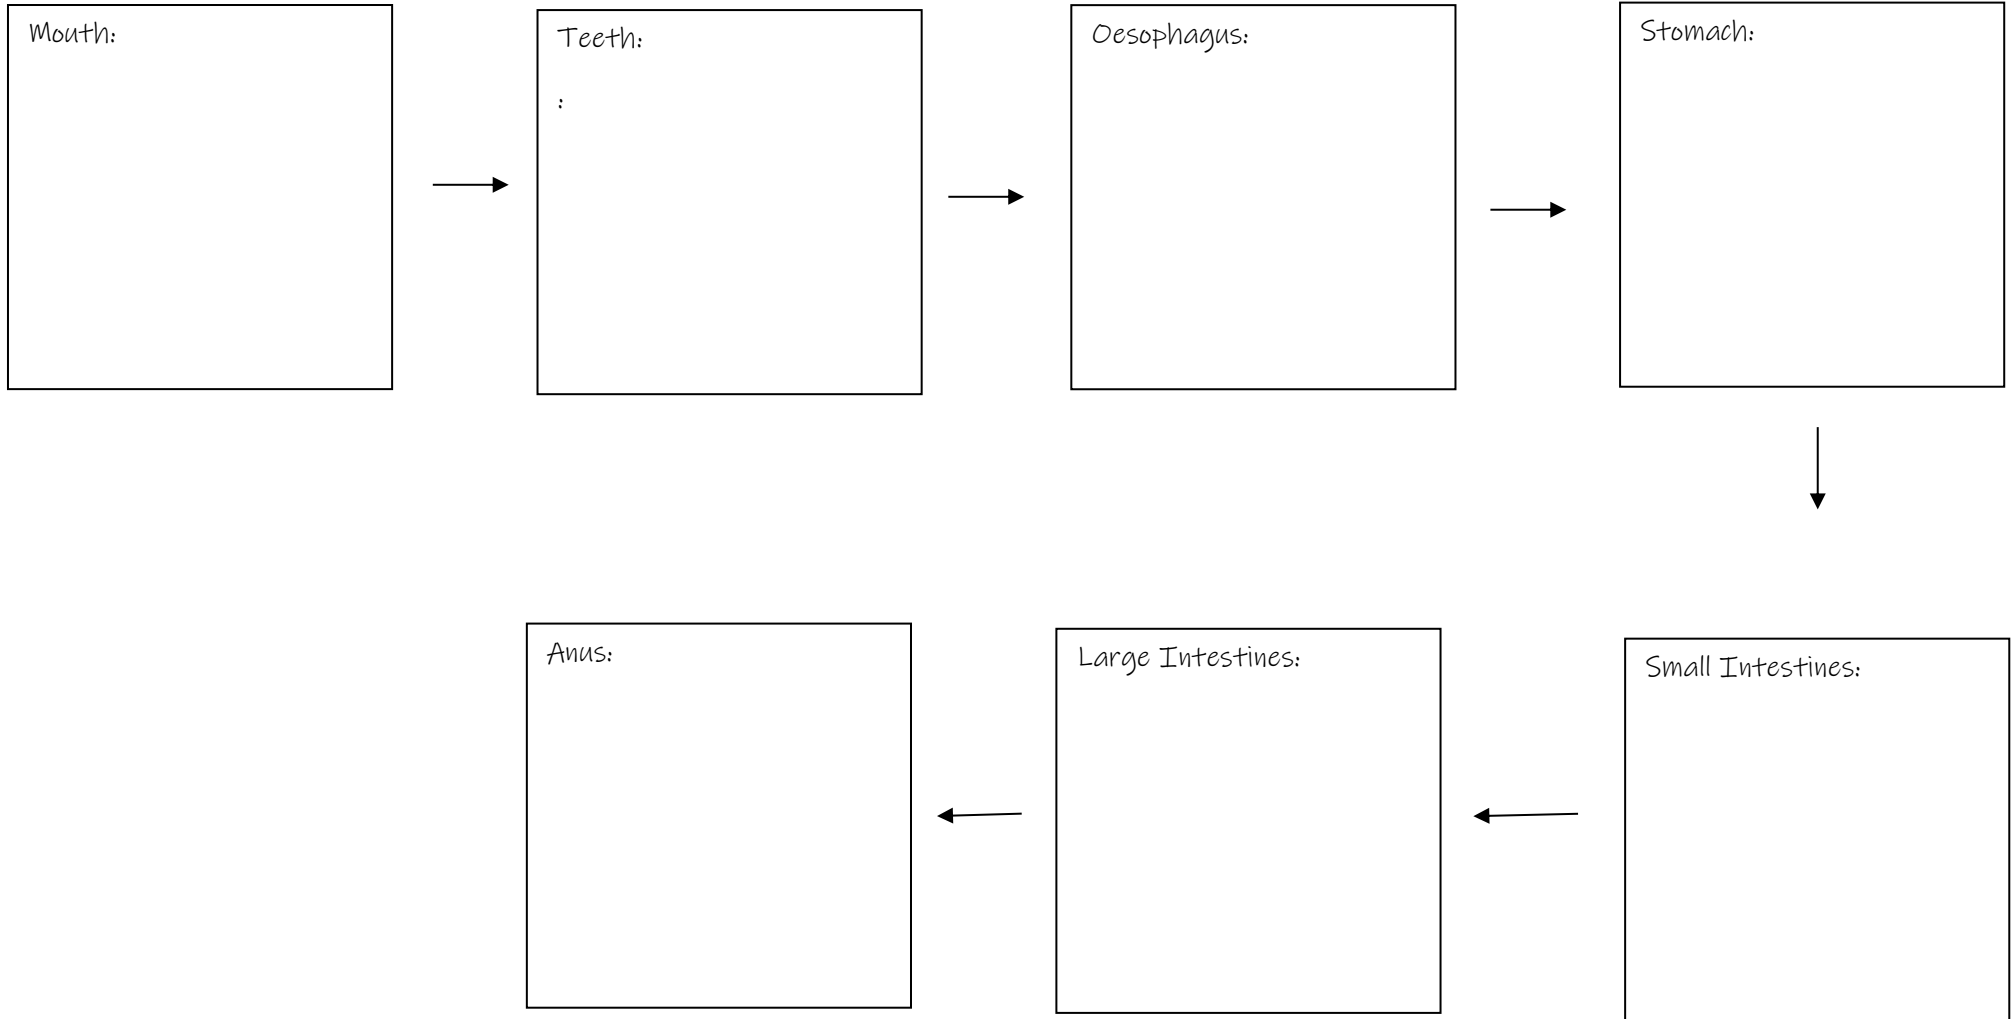 Mouth:
Teeth:
:
Oesophagus:
Stomach:
Anus:
Large Intestines:
Small Intestines: